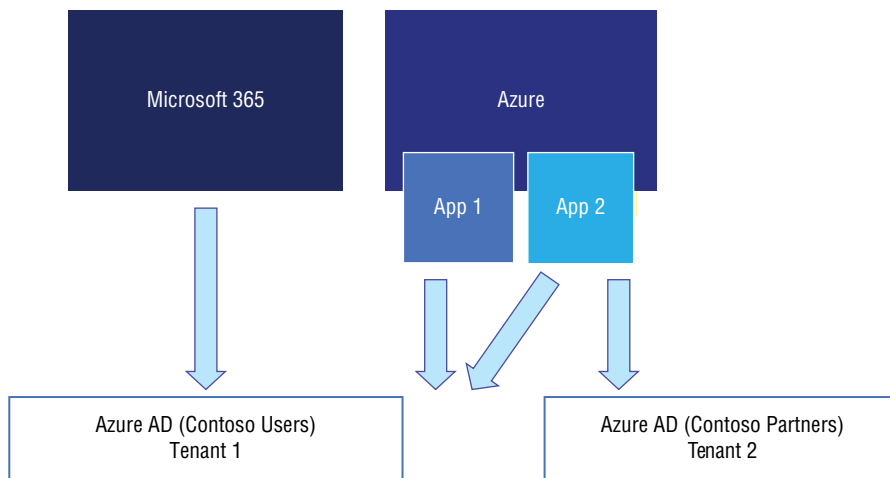 Microsoft 365
Azure
App 1
App 2
Azure AD (Contoso Users)
Tenant 1
Azure AD (Contoso Partners)
Tenant 2